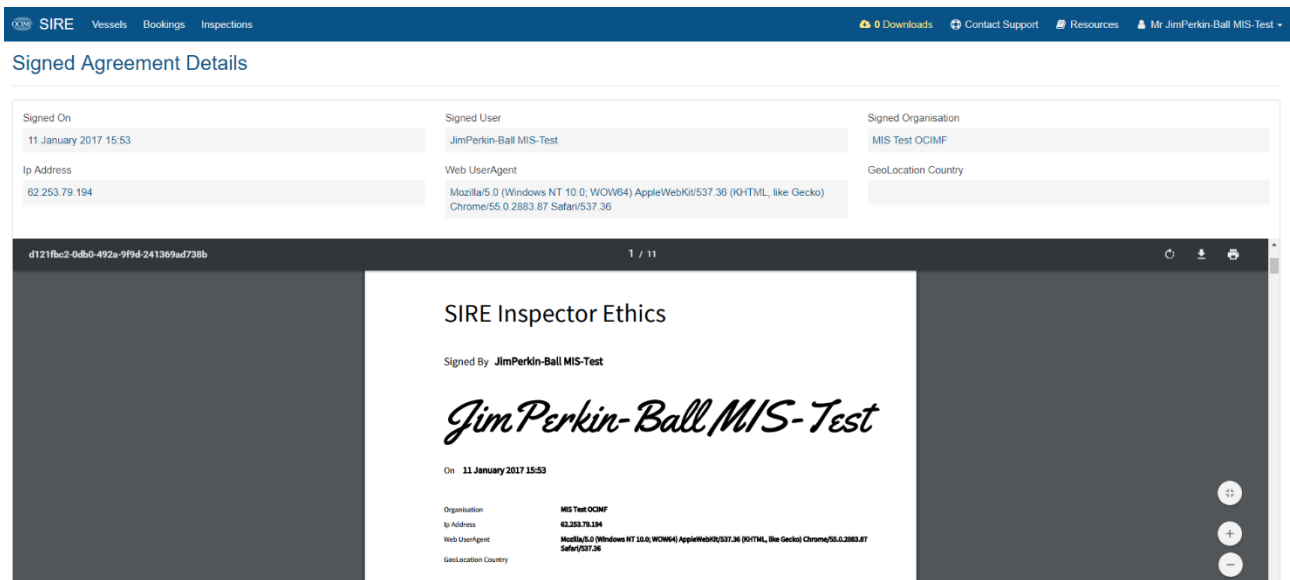 OCIMF SIRE Vessels Bookings Inspections 0 Downloads Contact Support Resources Mr JimPerkin-Ball MIS-Test
Signed Agreement Details
Signed On Signed User Signed Organisation
11 January 2017 15:53 JimPerkin-Ball MIS-Test MIS Test OCIMF
Ip Address Web UserAgent GeoLocation Country
62.253.79.194 Mozilla/5.0 (Windows NT 10.0; WOW64) AppleWebKit/537.36 (KHTML, like Gecko)
Chrome/55.0.2883.87 Safari/537.36
d121fbc2-0db0-492a-9f9d-241369ad738b 1 / 11
SIRE Inspector Ethics
Signed By JimPerkin-Ball MIS-Test
JimPerkin-Ball MIS-Test
On 11 January 2017 15:53
Organisation MIS Test OCIMF
Ip Address 62.253.79.194
Web UserAgent Mozilla/5.0 (Windows NT 10.0; WOW64) AppleWebKit/537.36 (KHTML, like Gecko) Chrome/55.0.2883.87
Safari/537.36
GeoLocation Country